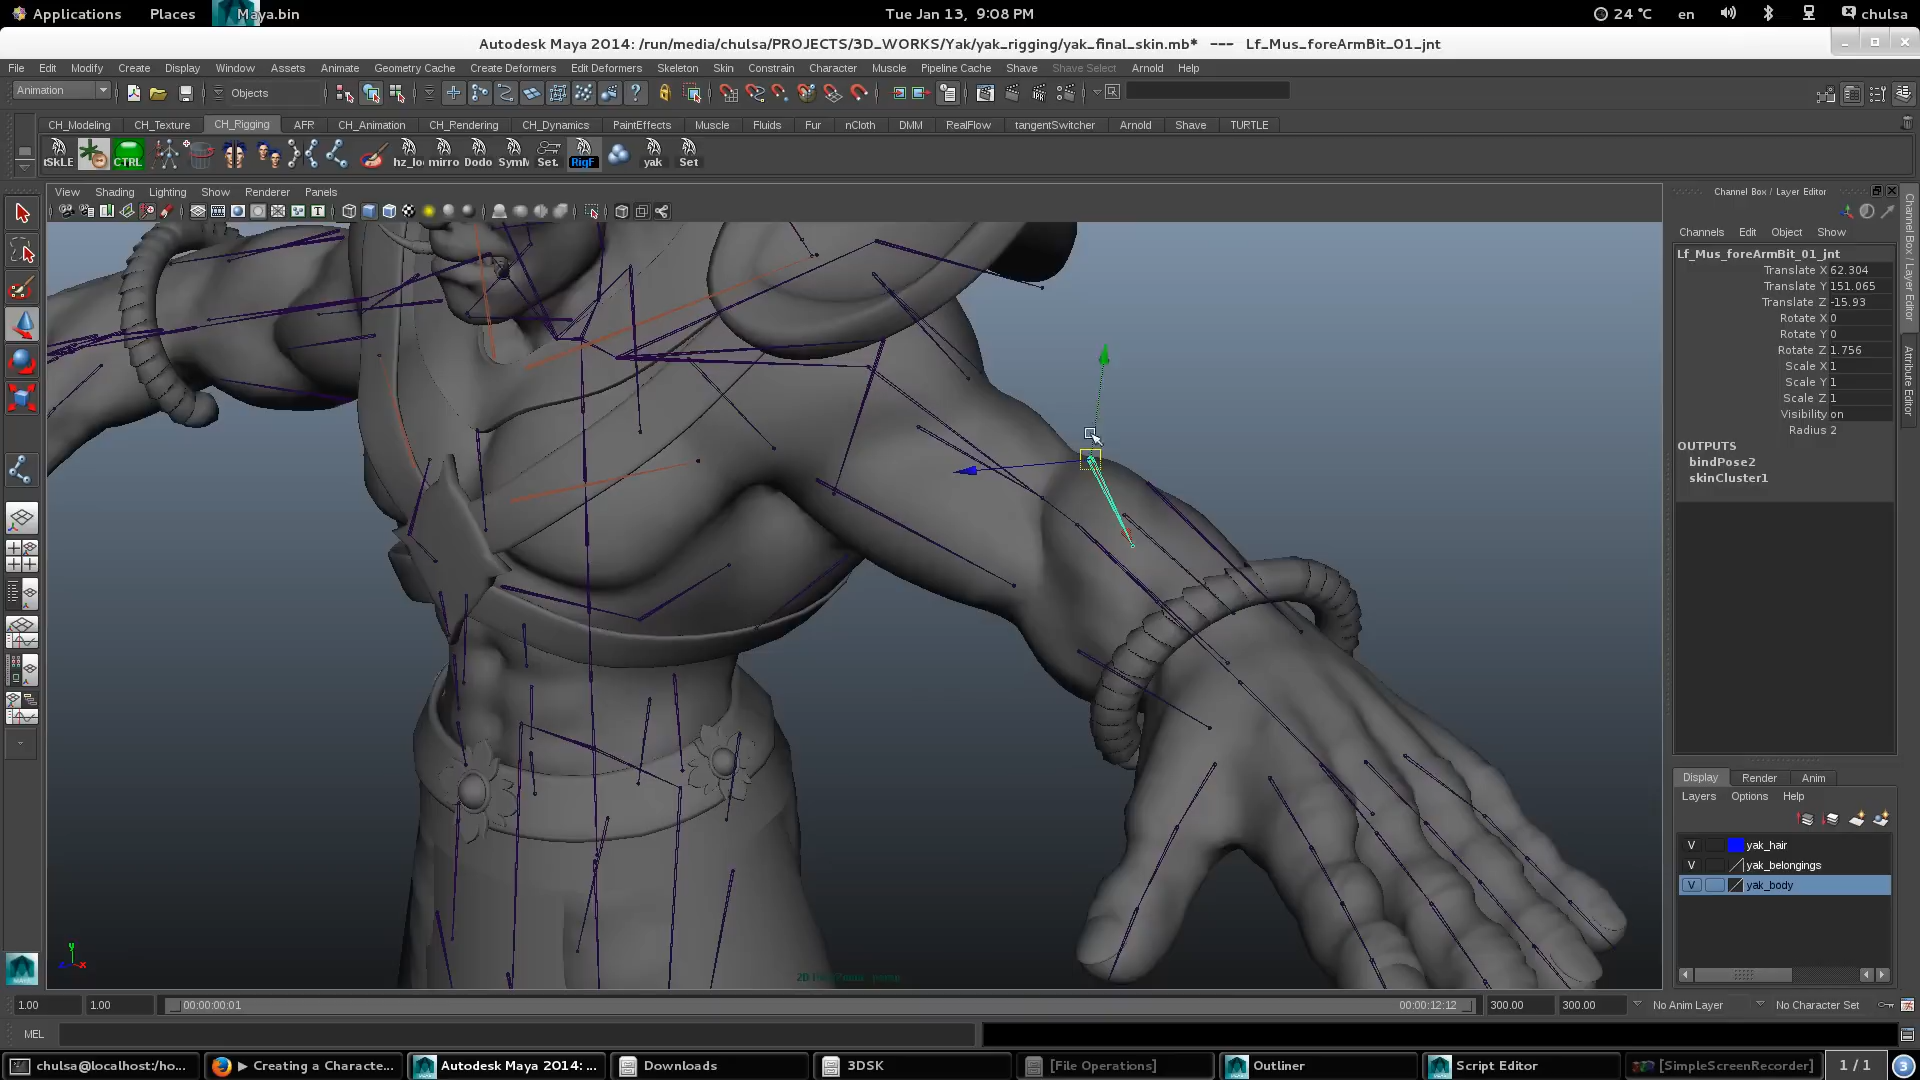 Applications Places Maya.bin Tue Jan 13, 9:08 PM 24 °C en chulsa
Autodesk Maya 2014: /run/media/chulsa/PROJECTS/3D_WORKS/Yak/yak_rigging/yak_final_skin.mb* --- Lf_Mus_foreArmBit_01_jnt
File Edit Modify Create Display Window Assets Animate Geometry Cache Create Deformers Edit Deformers Skeleton Skin Constrain Character Muscle Pipeline Cache Shave Shave Select Arnold Help
Animation Objects
CH_Modeling CH_Texture CH_Rigging AFR CH_Animation CH_Rendering CH_Dynamics PaintEffects Muscle Fluids Fur nCloth DMM RealFlow tangentSwitcher Arnold Shave TURTLE
tSkLE CTRL hz_lo mirro Dodo SymM Set. RigF yak Set
View Shading Lighting Show Renderer Panels
Channel Box / Layer Editor
Channels Edit Object Show
Lf_Mus_foreArmBit_01_jnt
Translate X 62.304
Translate Y 151.065
Translate Z -15.93
Rotate X 0
Rotate Y 0
Rotate Z 1.756
Scale X 1
Scale Y 1
Scale Z 1
Visibility on
Radius 2
OUTPUTS
bindPose2
skinCluster1
Channel Box / Layer Editor
Attribute Editor
Display Render Anim
Layers Options Help
V yak_hair
V yak_belongings
V yak_body
y
z x
1.00 1.00 00:00:00:01 00:00:12:12 300.00 300.00 No Anim Layer No Character Set
MEL
chulsa@localhost:/ho... ▶ Creating a Characte... Autodesk Maya 2014: ... Downloads 3DSK [File Operations] Outliner Script Editor [SimpleScreenRecorder] 1 / 1 3